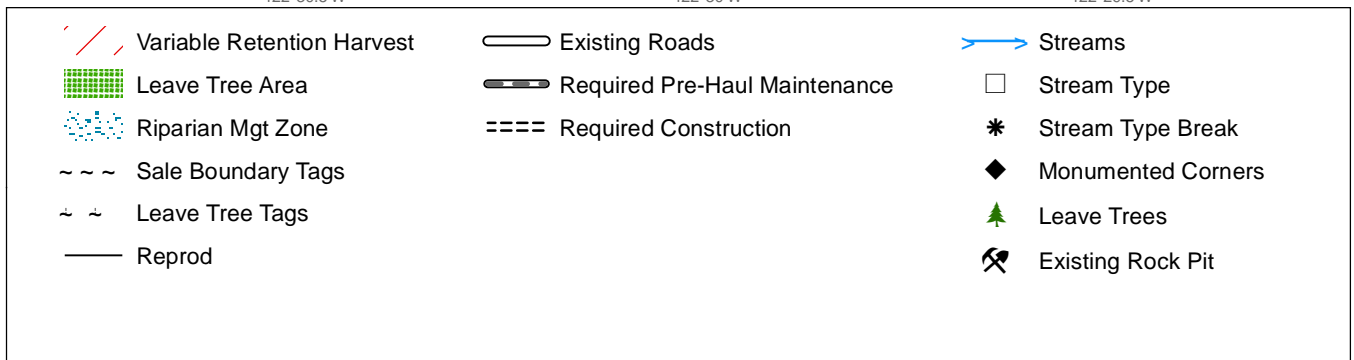 Variable Retention Harvest
Leave Tree Area
Riparian Mgt Zone
Sale Boundary Tags
Leave Tree Tags
Reprod
Existing Roads
Required Pre-Haul Maintenance
Required Construction
Streams
Stream Type
Stream Type Break
Monumented Corners
Leave Trees
Existing Rock Pit